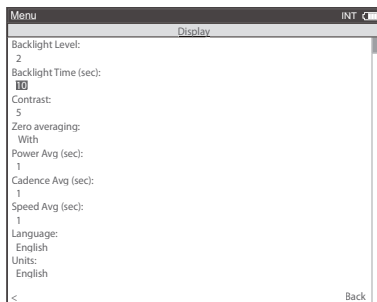 Menu INT
Display
Backlight Level:
2
Backlight Time (sec):
10
Contrast:
5
Zero averaging:
With
Power Avg (sec):
1
Cadence Avg (sec):
1
Speed Avg (sec):
1
Language:
English
Units:
English
< Back